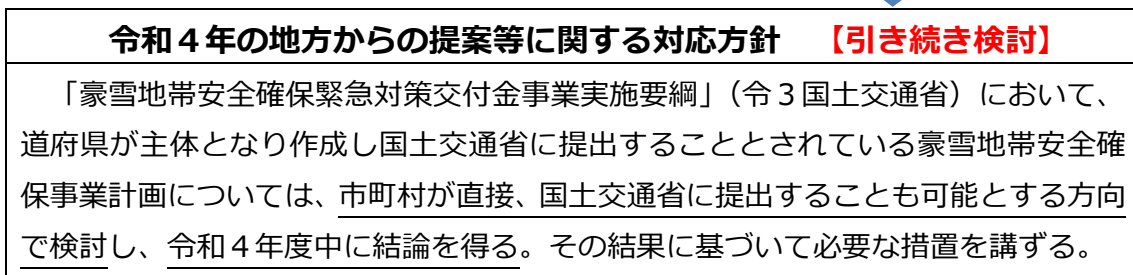 令和４年の地方からの提案等に関する対応方針　【引き続き検討】
「豪雪地帯安全確保緊急対策交付金事業実施要綱」（令３国土交通省）において、
道府県が主体となり作成し国土交通省に提出することとされている豪雪地帯安全確
保事業計画については、市町村が直接、国土交通省に提出することも可能とする方向
で検討し、令和４年度中に結論を得る。その結果に基づいて必要な措置を講ずる。